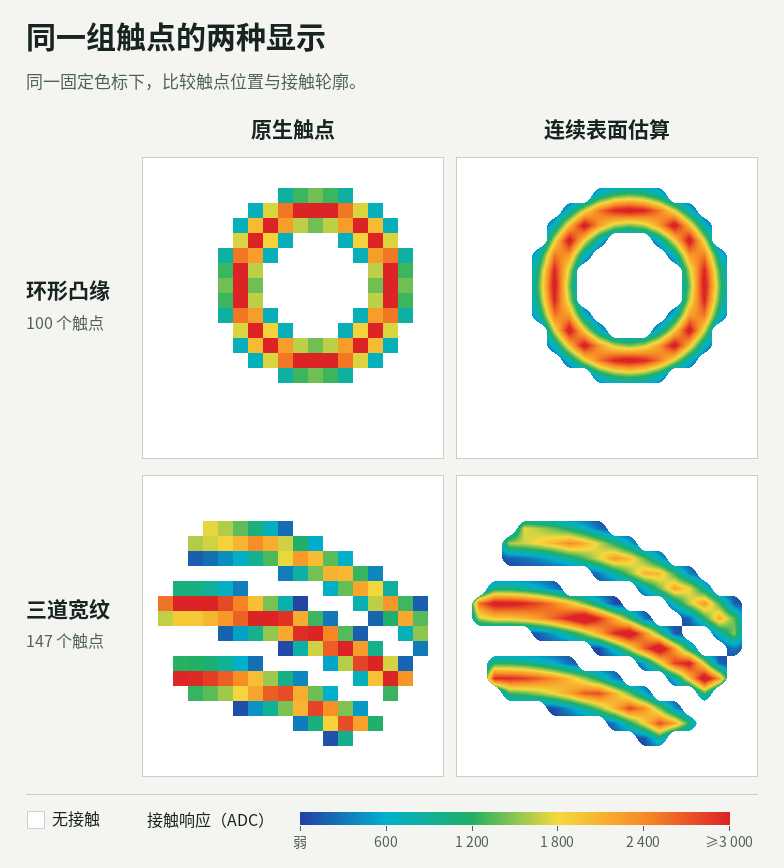 同一组触点的两种显示
同一固定色标下，比较触点位置与接触轮廓。
原生触点
连续表面估算
环形凸缘
100 个触点
三道宽纹
147 个触点
无接触
接触响应（ADC）
弱 600 1 200 1 800 2 400 ≥3 000